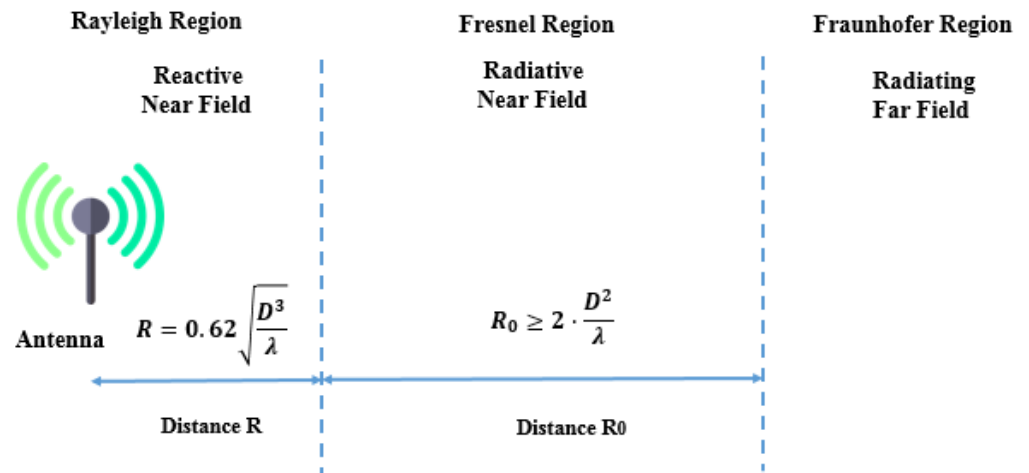 Rayleigh Region
Fresnel Region
Fraunhofer Region
Reactive
Near Field
Radiative
Near Field
Radiating
Far Field
Antenna
R = 0.62 √(D³/λ)
R₀ ≥ 2 · D²/λ
Distance R
Distance R₀